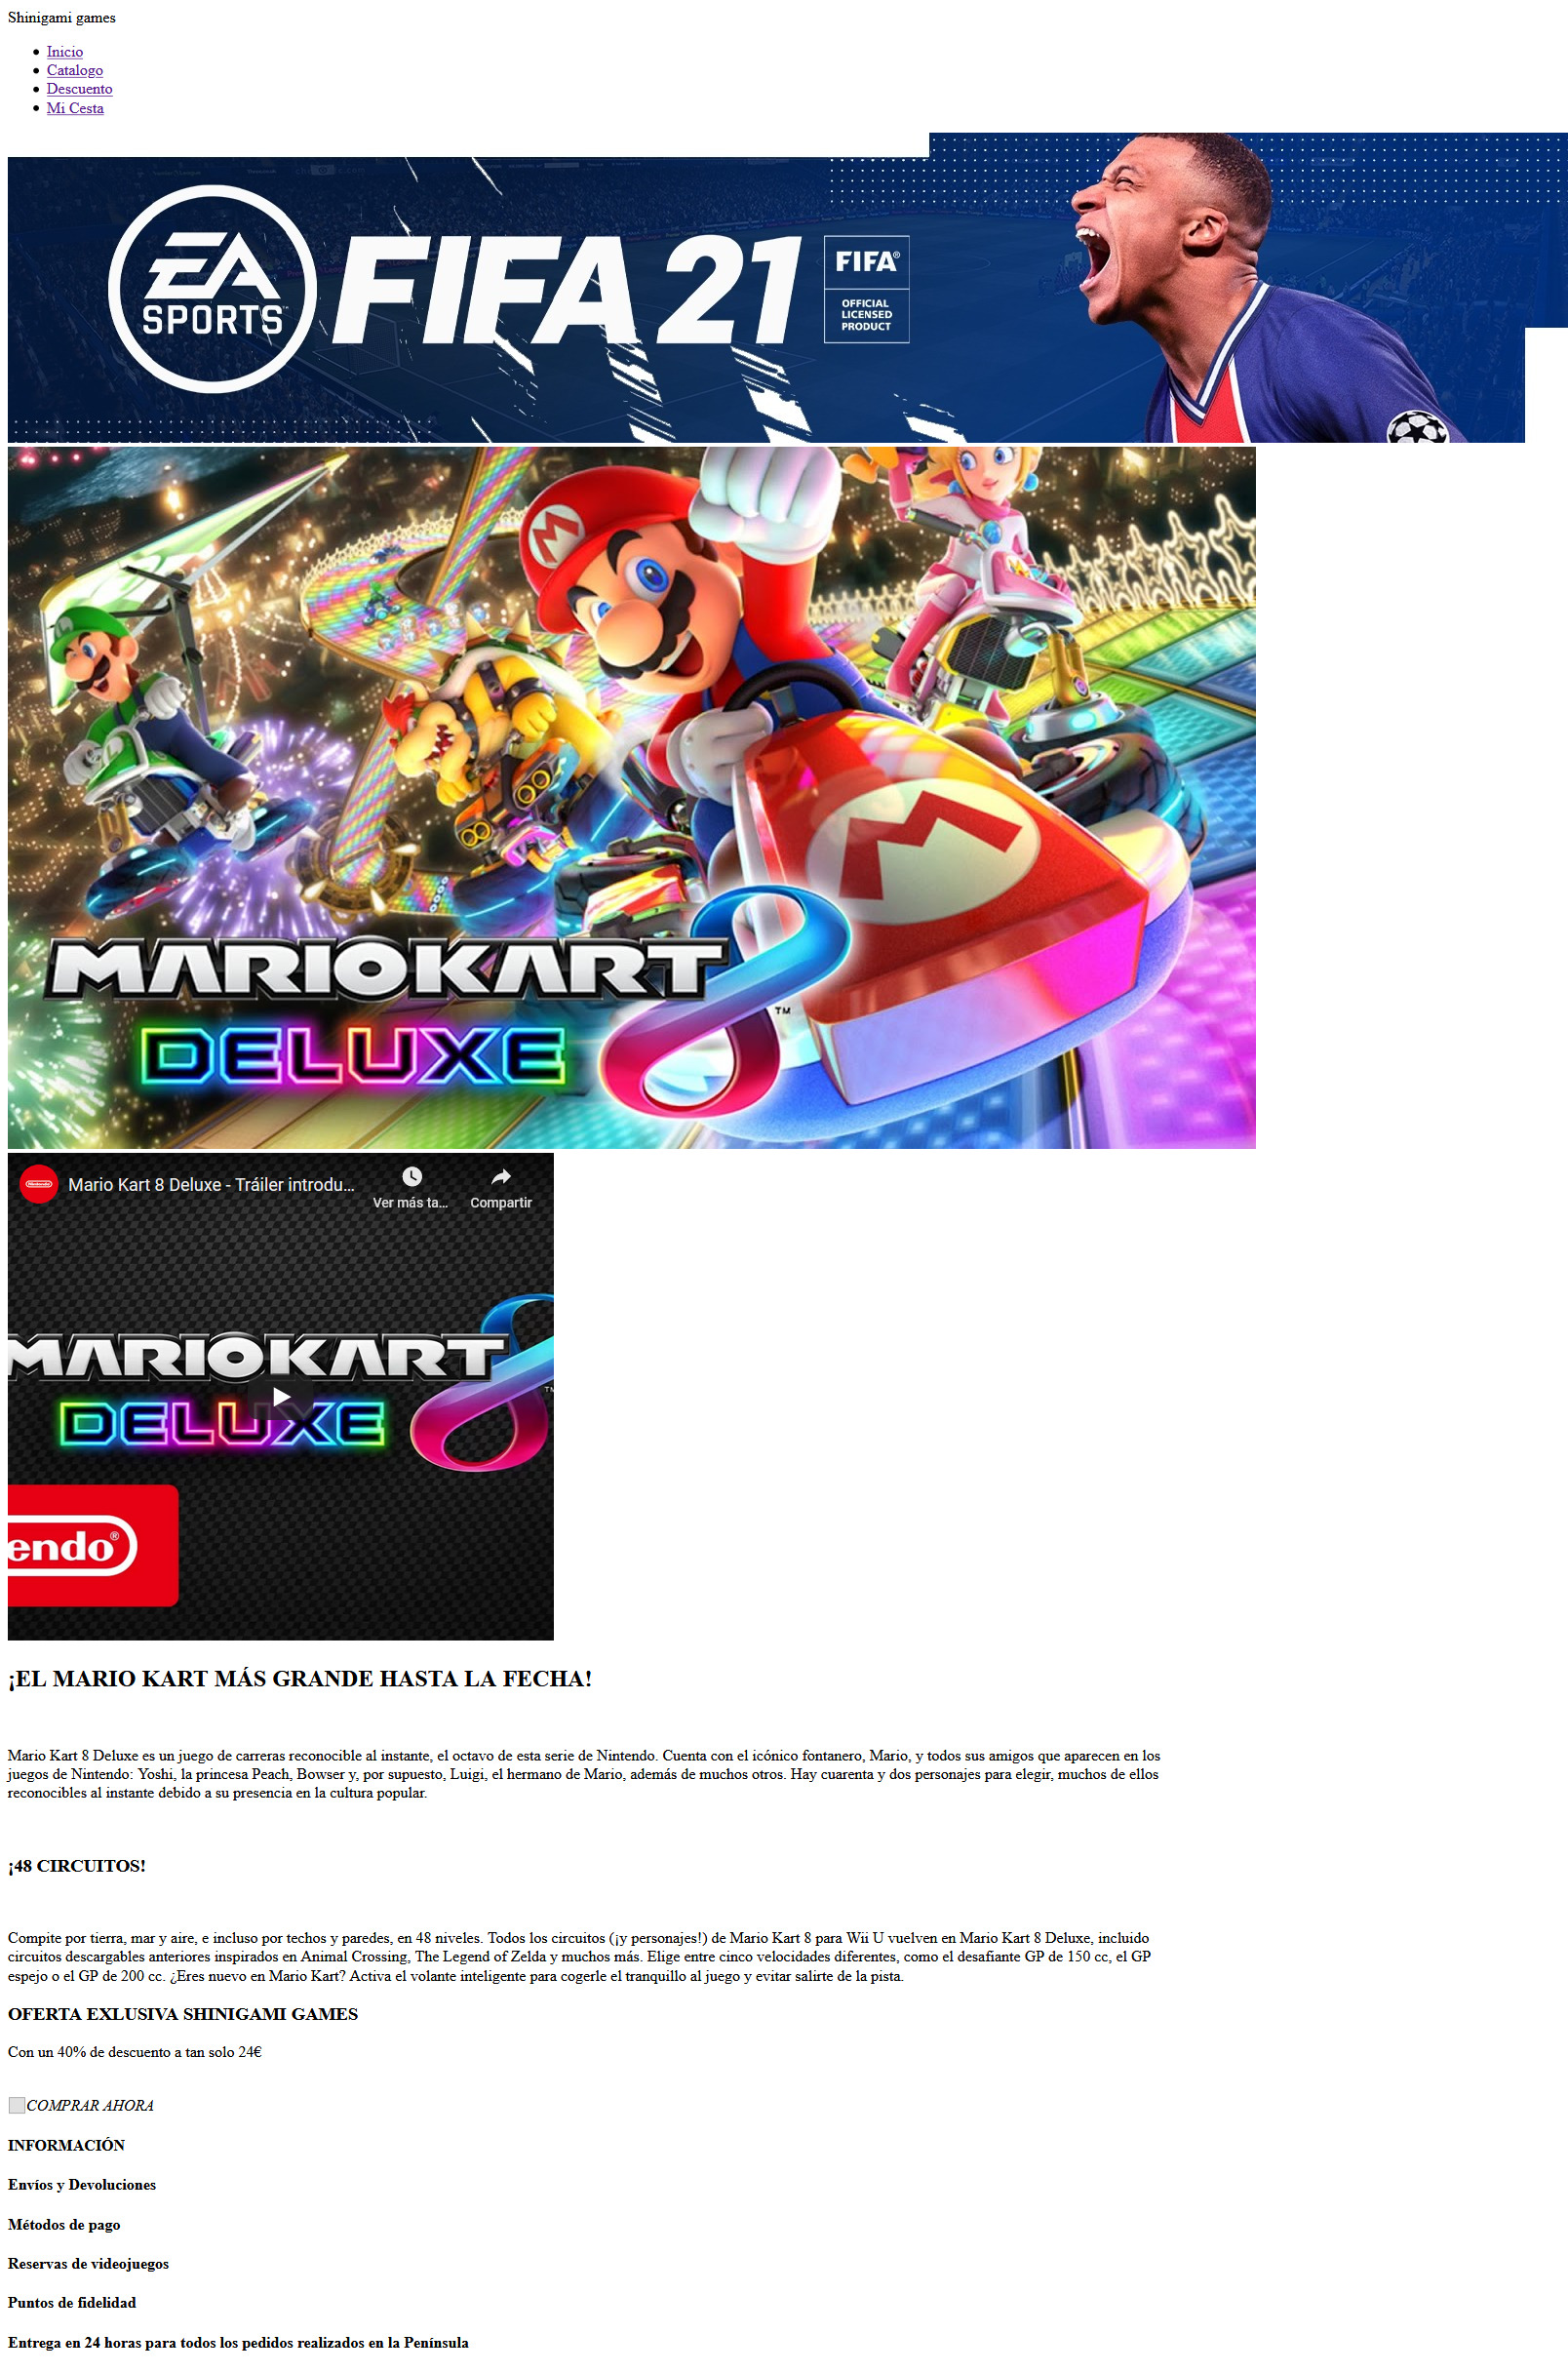 Shinigami games
Inicio
Catalogo
Descuento
Mi Cesta
EA
SPORTS
FIFA 21
FIFA®
OFFICIAL
LICENSED
PRODUCT
MARIOKART 8
DELUXE
TM
Mario Kart 8 Deluxe - Tráiler introdu...
Ver más ta...
Compartir
MARIOKART 8
DELUXE
endo®
¡EL MARIO KART MÁS GRANDE HASTA LA FECHA!
Mario Kart 8 Deluxe es un juego de carreras reconocible al instante, el octavo de esta serie de Nintendo. Cuenta con el icónico fontanero, Mario, y todos sus amigos que aparecen en los
juegos de Nintendo: Yoshi, la princesa Peach, Bowser y, por supuesto, Luigi, el hermano de Mario, además de muchos otros. Hay cuarenta y dos personajes para elegir, muchos de ellos
reconocibles al instante debido a su presencia en la cultura popular.
¡48 CIRCUITOS!
Compite por tierra, mar y aire, e incluso por techos y paredes, en 48 niveles. Todos los circuitos (¡y personajes!) de Mario Kart 8 para Wii U vuelven en Mario Kart 8 Deluxe, incluido
circuitos descargables anteriores inspirados en Animal Crossing, The Legend of Zelda y muchos más. Elige entre cinco velocidades diferentes, como el desafiante GP de 150 cc, el GP
espejo o el GP de 200 cc. ¿Eres nuevo en Mario Kart? Activa el volante inteligente para cogerle el tranquillo al juego y evitar salirte de la pista.
OFERTA EXLUSIVA SHINIGAMI GAMES
Con un 40% de descuento a tan solo 24€
COMPRAR AHORA
INFORMACIÓN
Envíos y Devoluciones
Métodos de pago
Reservas de videojuegos
Puntos de fidelidad
Entrega en 24 horas para todos los pedidos realizados en la Península